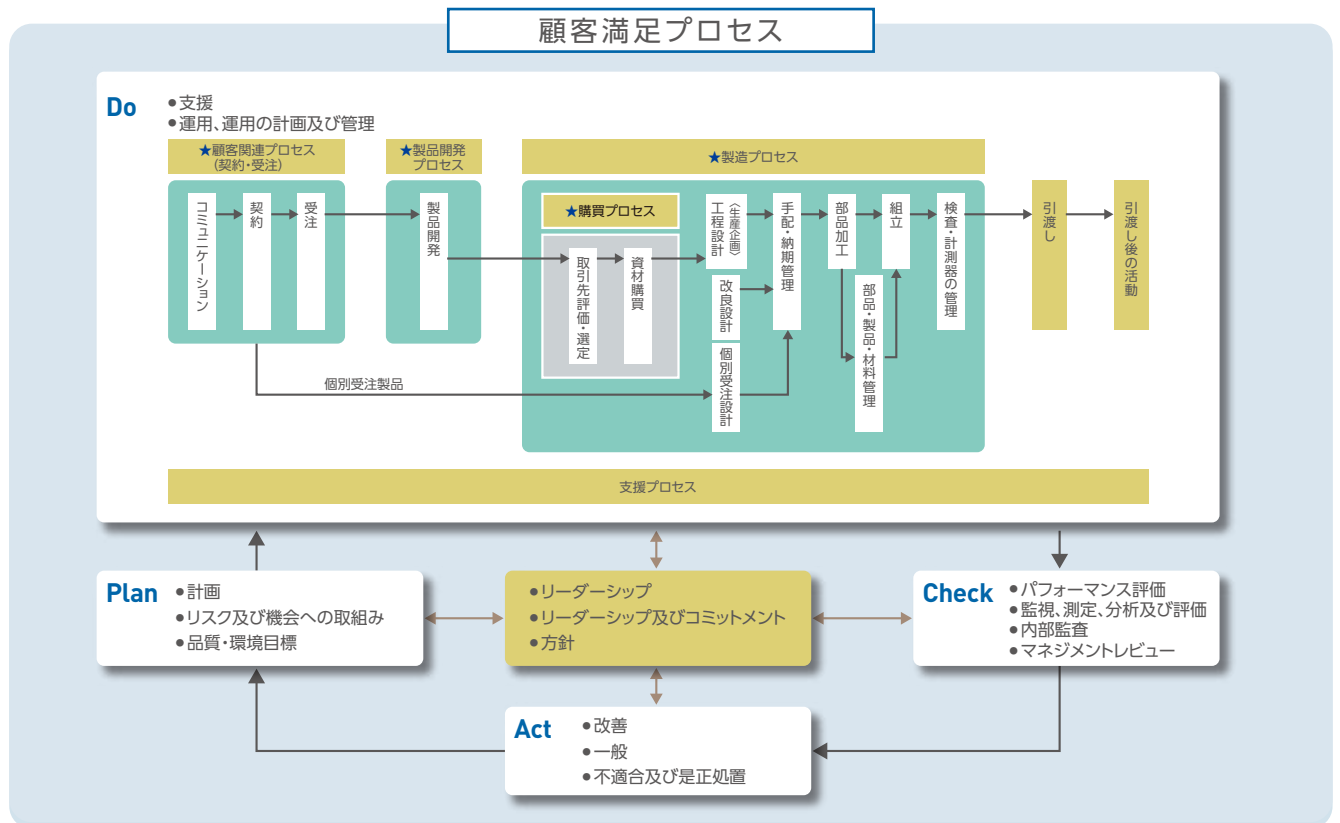 顧客満足プロセス
Do
●支援
●運用、運用の計画及び管理
★顧客関連プロセス
(契約・受注)
★製品開発
プロセス
★製造プロセス
コミュニケーション
契約
受注
製品開発
★購買プロセス
取引先評価・選定
資材購買
工程設計
〈生産企画〉
改良設計
個別受注設計
手配・納期管理
部品加工
部品・製品・材料管理
組立
検査・計測器の管理
引渡し
引渡し後の活動
個別受注製品
支援プロセス
Plan
●計画
●リスク及び機会への取組み
●品質・環境目標
●リーダーシップ
●リーダーシップ及びコミットメント
●方針
Check
●パフォーマンス評価
●監視、測定、分析及び評価
●内部監査
●マネジメントレビュー
Act
●改善
●一般
●不適合及び是正処置